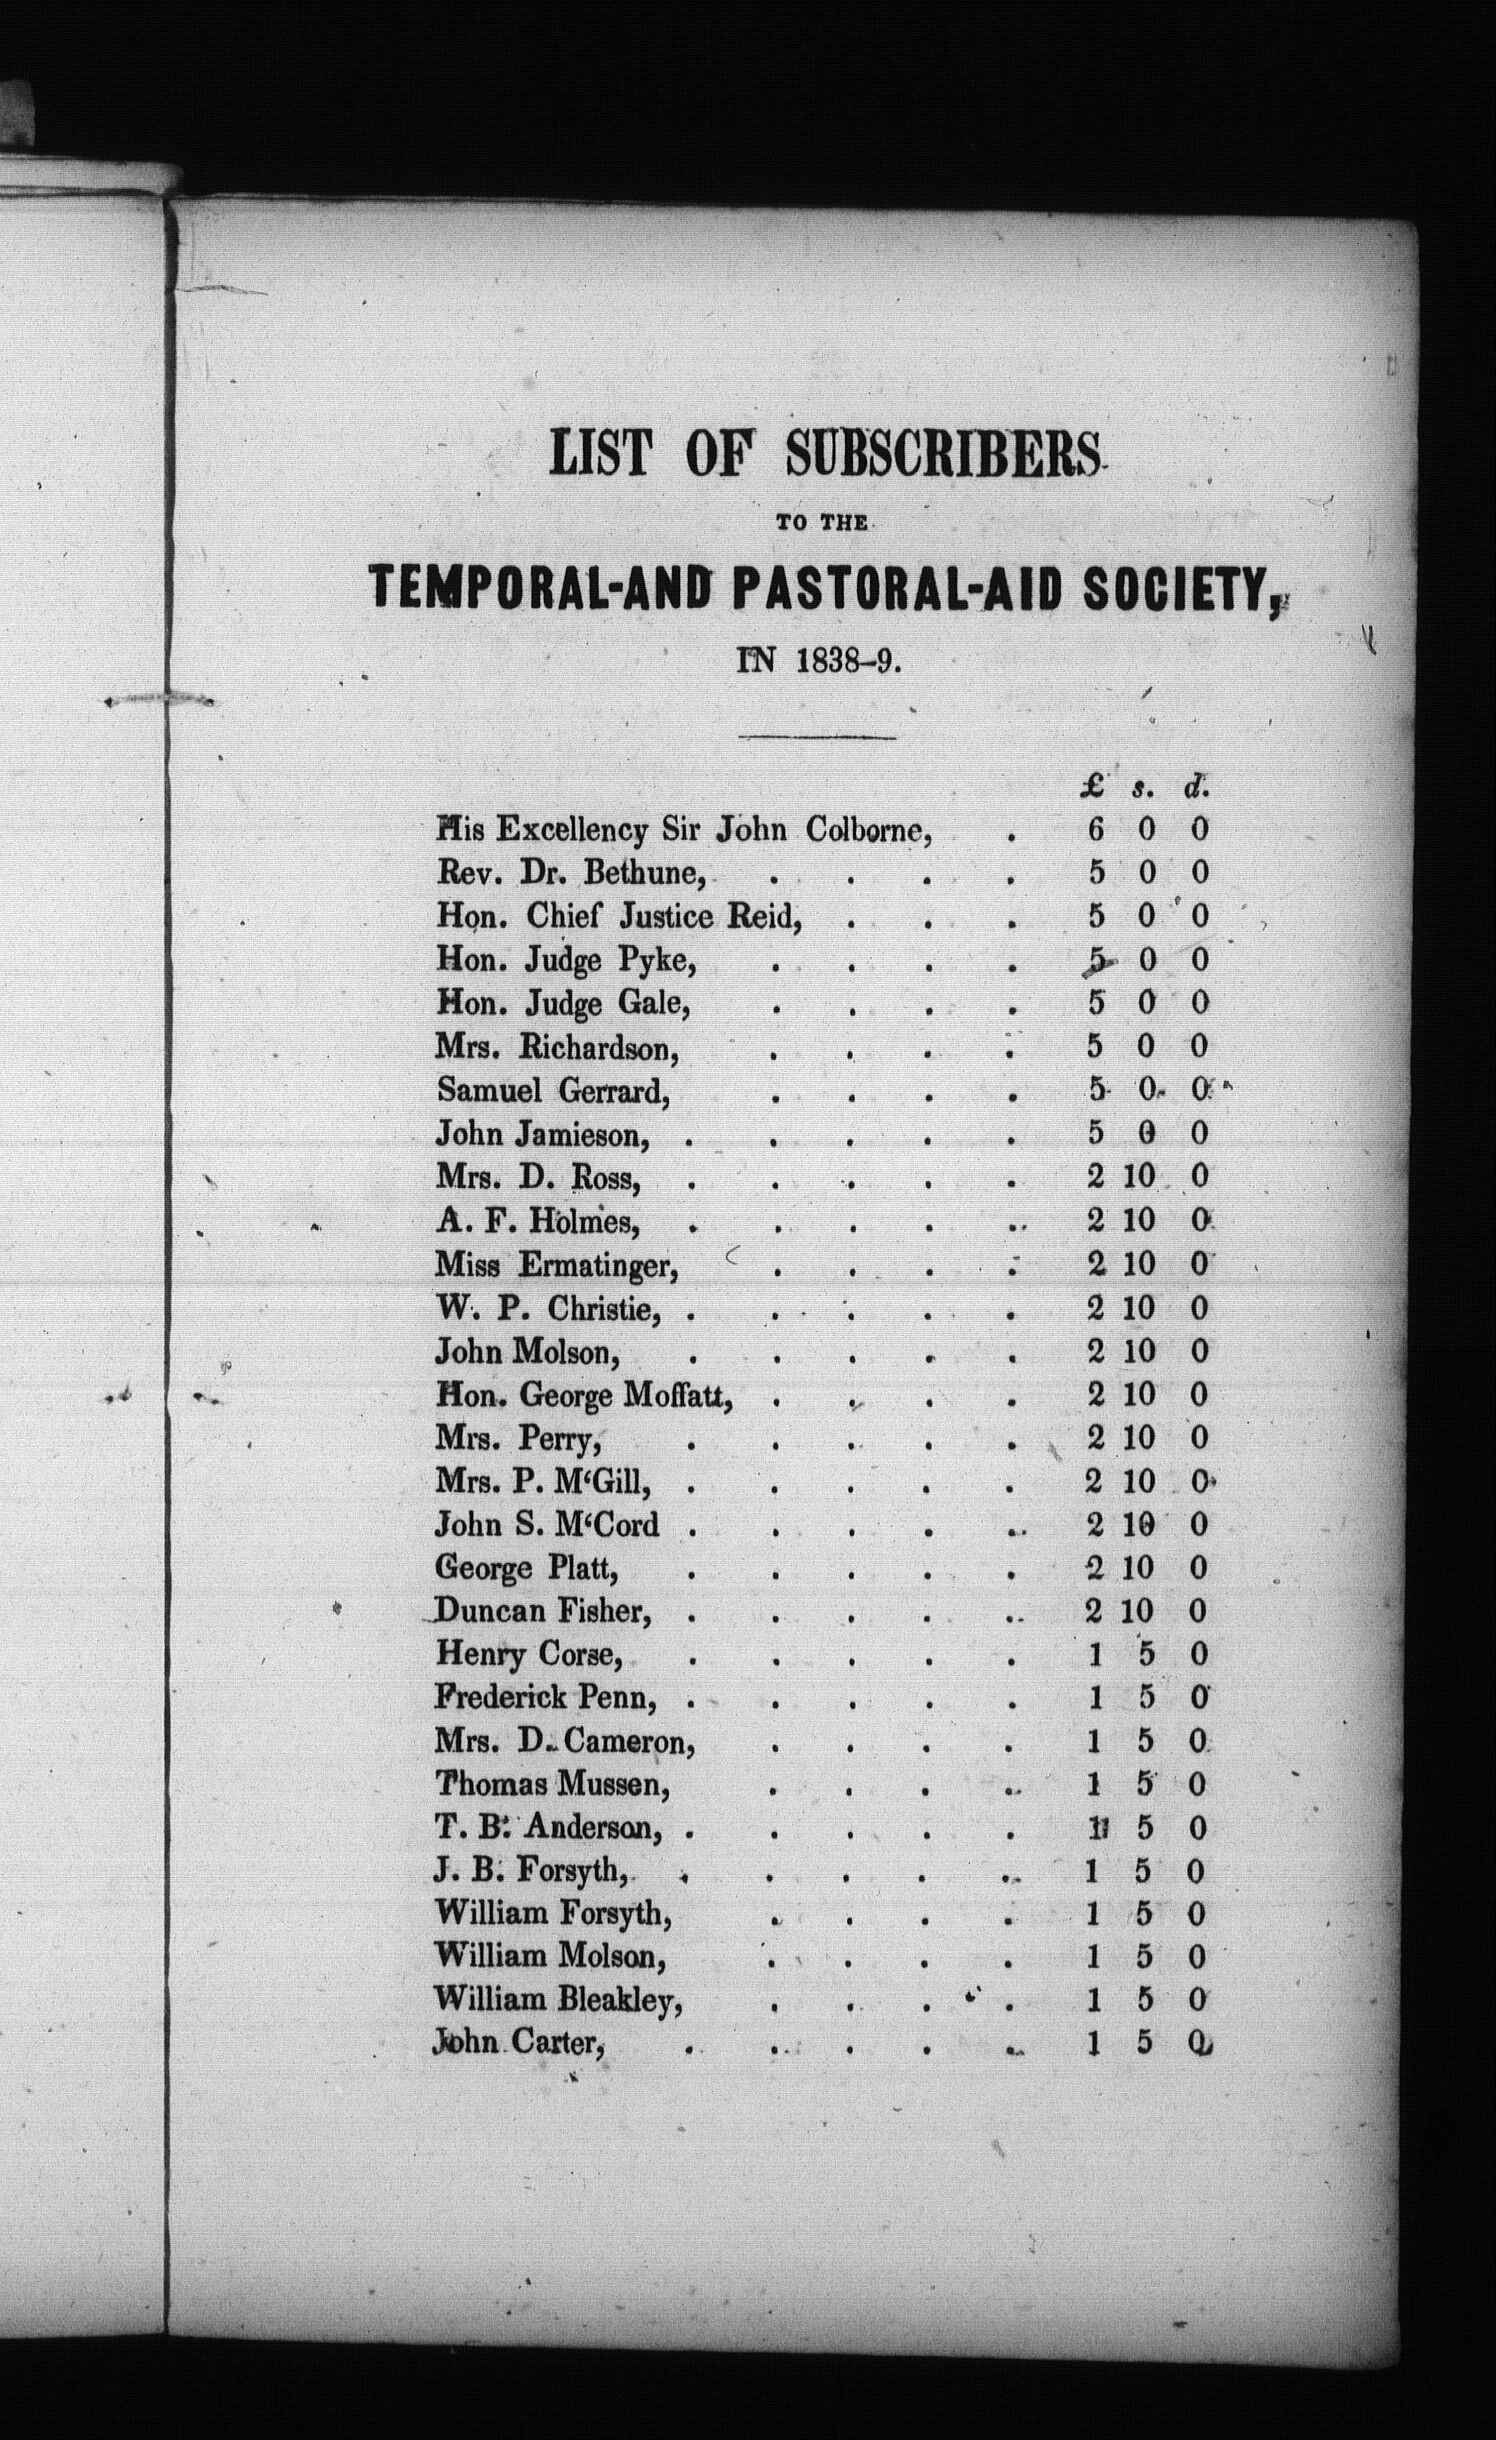 LIST OF SUBSCRIBERS
TO THE
TEMPORAL-AND PASTORAL-AID SOCIETY,
IN 1838-9.
£ s. d.
His Excellency Sir John Colborne, . 6 0 0
Rev. Dr. Bethune, . . . . 5 0 0
Hon. Chief Justice Reid, . . . 5 0 0
Hon. Judge Pyke, . . . . 5 0 0
Hon. Judge Gale, . . . . 5 0 0
Mrs. Richardson, . . . . 5 0 0
Samuel Gerrard, . . . . 5 0 0
John Jamieson, . . . . . 5 0 0
Mrs. D. Ross, . . . . . 2 10 0
A. F. Holmes, . . . . . 2 10 0
Miss Ermatinger, . . . . 2 10 0
W. P. Christie, . . . . . 2 10 0
John Molson, . . . . . 2 10 0
Hon. George Moffatt, . . . . 2 10 0
Mrs. Perry, . . . . . 2 10 0
Mrs. P. M‘Gill, . . . . . 2 10 0
John S. M‘Cord . . . . . 2 10 0
George Platt, . . . . . 2 10 0
Duncan Fisher, . . . . . 2 10 0
Henry Corse, . . . . . 1 5 0
Frederick Penn, . . . . . 1 5 0
Mrs. D. Cameron, . . . . 1 5 0
Thomas Mussen, . . . . 1 5 0
T. B. Anderson, . . . . . 1 5 0
J. B. Forsyth, . . . . . 1 5 0
William Forsyth, . . . . 1 5 0
William Molson, . . . . 1 5 0
William Bleakley, . . . . 1 5 0
John Carter, . . . . . 1 5 0